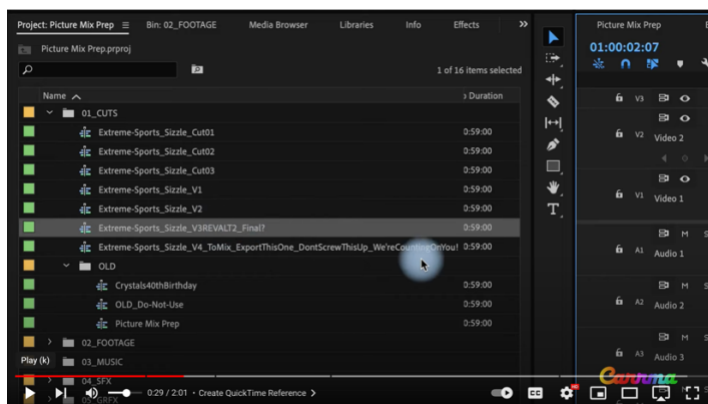 Project: Picture Mix Prep Bin: 02_FOOTAGE Media Browser Libraries Info Effects
Picture Mix Prep.prproj
1 of 16 items selected
Name Duration
01_CUTS
Extreme-Sports_Sizzle_Cut01 0:59:00
Extreme-Sports_Sizzle_Cut02 0:59:00
Extreme-Sports_Sizzle_Cut03 0:59:00
Extreme-Sports_Sizzle_V1 0:59:00
Extreme-Sports_Sizzle_V2 0:59:00
Extreme-Sports_Sizzle_V3REVALT2_Final? 0:59:00
Extreme-Sports_Sizzle_V4_ToMix_ExportThisOne_DontScrewThisUp_We'reCountingOnYou! 0:59:00
OLD
Crystals40thBirthday 0:59:00
OLD_Do-Not-Use 0:59:00
Picture Mix Prep 0:59:00
02_FOOTAGE
03_MUSIC
04_SFX
05_GRFX
Play (k)
0:29 / 2:01 • Create QuickTime Reference
CC
T
Picture Mix Prep
01:00:02:07
V3
V2 Video 2
V1 Video 1
M S
A1 Audio 1
M S
A2 Audio 2
M S
A3 Audio 3